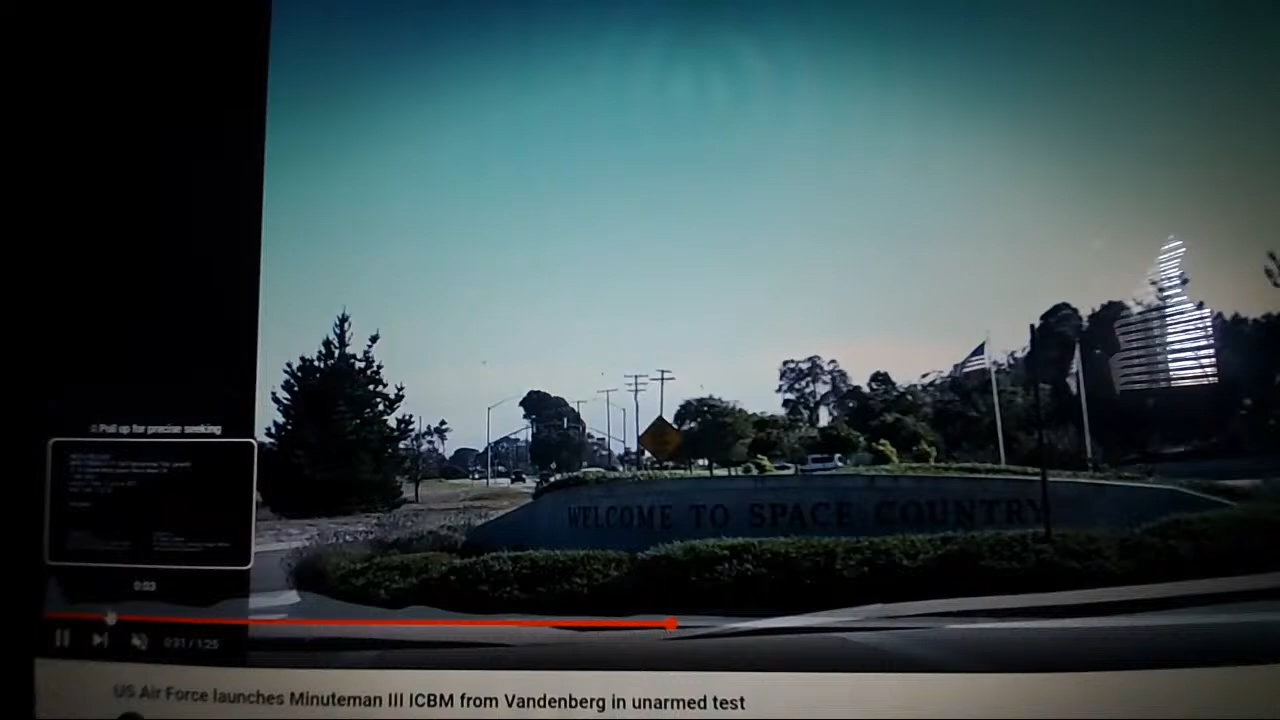 WELCOME TO SPACE COUNTRY
Pull up for precise seeking
0:03
0:31 / 1:25
US Air Force launches Minuteman III ICBM from Vandenberg in unarmed test